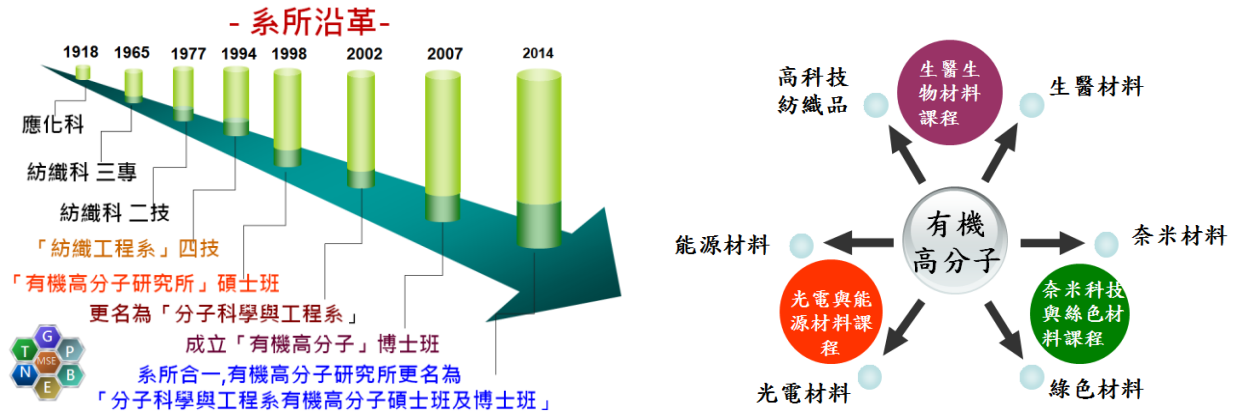 - 系所沿革-
1918
1965
1977
1994
1998
2002
2007
2014
應化科
紡織科 三專
紡織科 二技
「紡織工程系」四技
「有機高分子研究所」碩士班
更名為「分子科學與工程系」
成立「有機高分子」博士班
系所合一,有機高分子研究所更名為
「分子科學與工程系有機高分子碩士班及博士班」
G
T
P
MSE
N
B
E
高科技
紡織品
生醫生
物材料
課程
生醫材料
能源材料
有機
高分子
奈米材料
光電與能
源材料課
程
奈米科技
與綠色材
料課程
光電材料
綠色材料